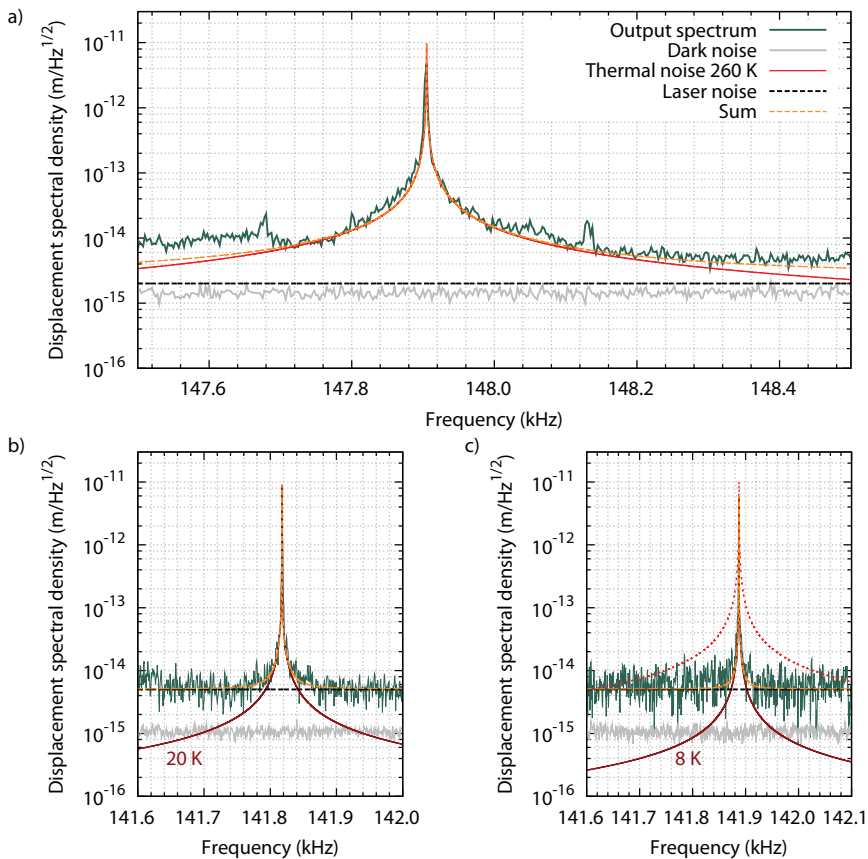 a)
Displacement spectral density (m/Hz^1/2)
10^-11
10^-12
10^-13
10^-14
10^-15
10^-16
Output spectrum
Dark noise
Thermal noise 260 K
Laser noise
Sum
147.6 147.8 148.0 148.2 148.4
Frequency (kHz)
b)
Displacement spectral density (m/Hz^1/2)
10^-11
10^-12
10^-13
10^-14
10^-15
10^-16
20 K
141.6 141.7 141.8 141.9 142.0
Frequency (kHz)
c)
Displacement spectral density (m/Hz^1/2)
10^-11
10^-12
10^-13
10^-14
10^-15
10^-16
8 K
141.6 141.7 141.8 141.9 142.0 142.1
Frequency (kHz)